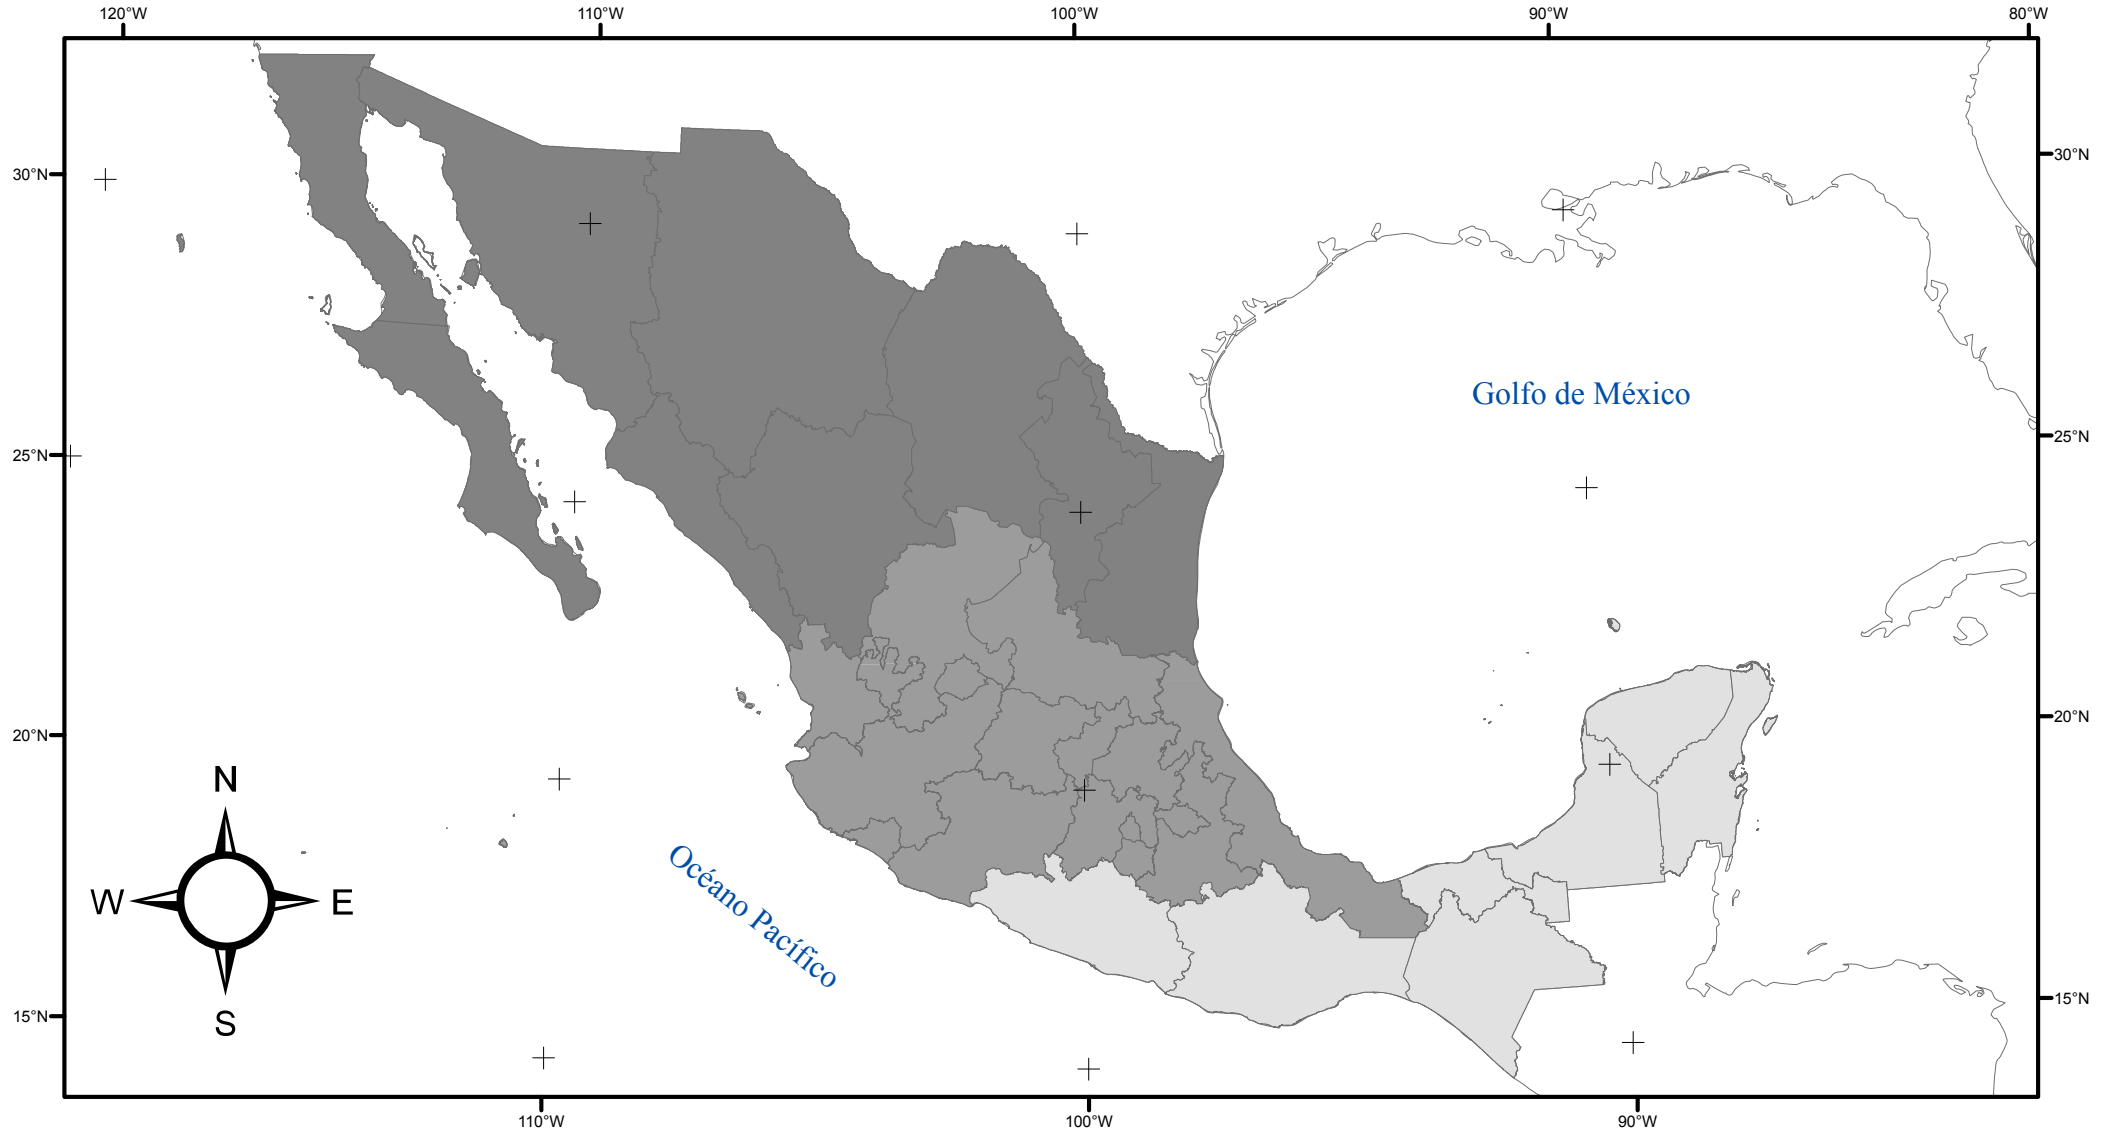 120°W 110°W 100°W 90°W 80°W
30°N 30°N
Golfo de México
25°N 25°N
20°N 20°N
N
W E
S
Océano Pacífico
15°N 15°N
110°W 100°W 90°W